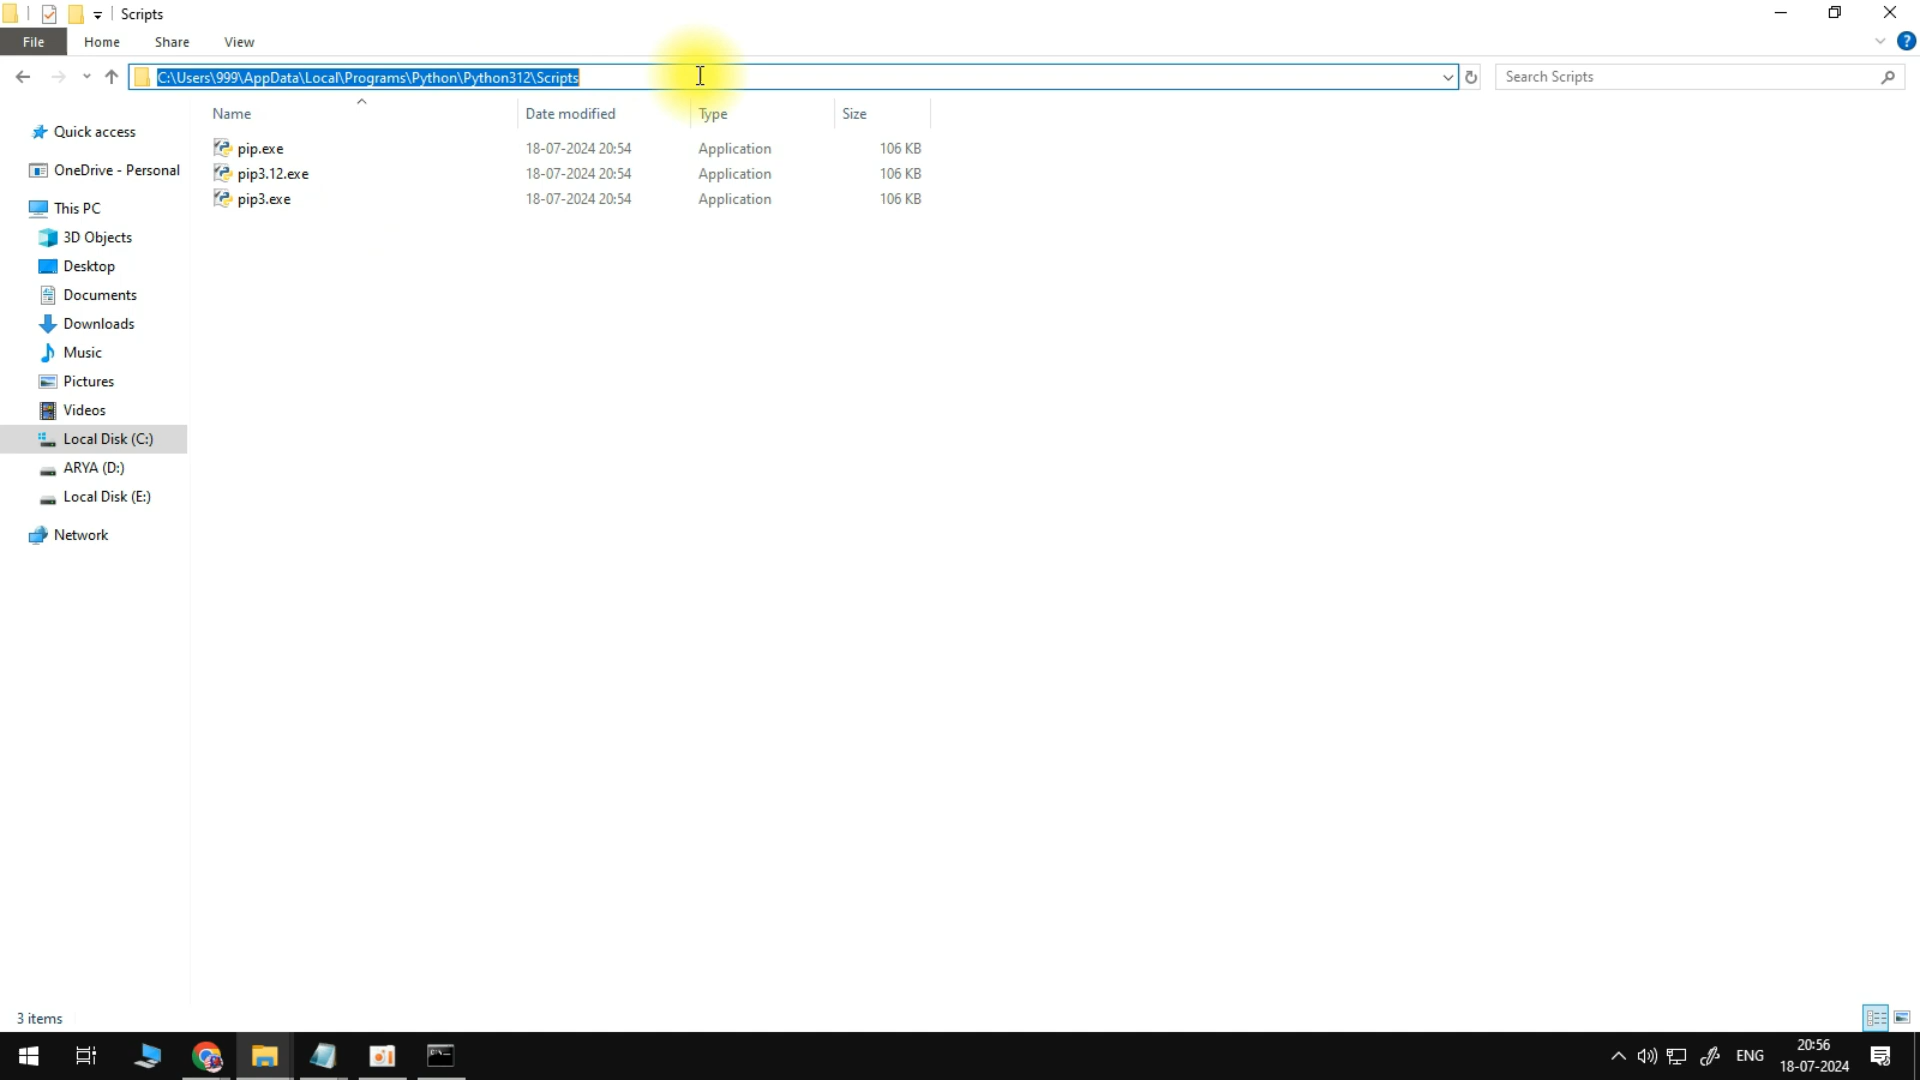 Scripts
File Home Share View
C:\Users\999\AppData\Local\Programs\Python\Python312\Scripts
Search Scripts
Name Date modified Type Size
pip.exe 18-07-2024 20:54 Application 106 KB
pip3.12.exe 18-07-2024 20:54 Application 106 KB
pip3.exe 18-07-2024 20:54 Application 106 KB
Quick access
OneDrive - Personal
This PC
3D Objects
Desktop
Documents
Downloads
Music
Pictures
Videos
Local Disk (C:)
ARYA (D:)
Local Disk (E:)
Network
3 items
ENG
20:56
18-07-2024